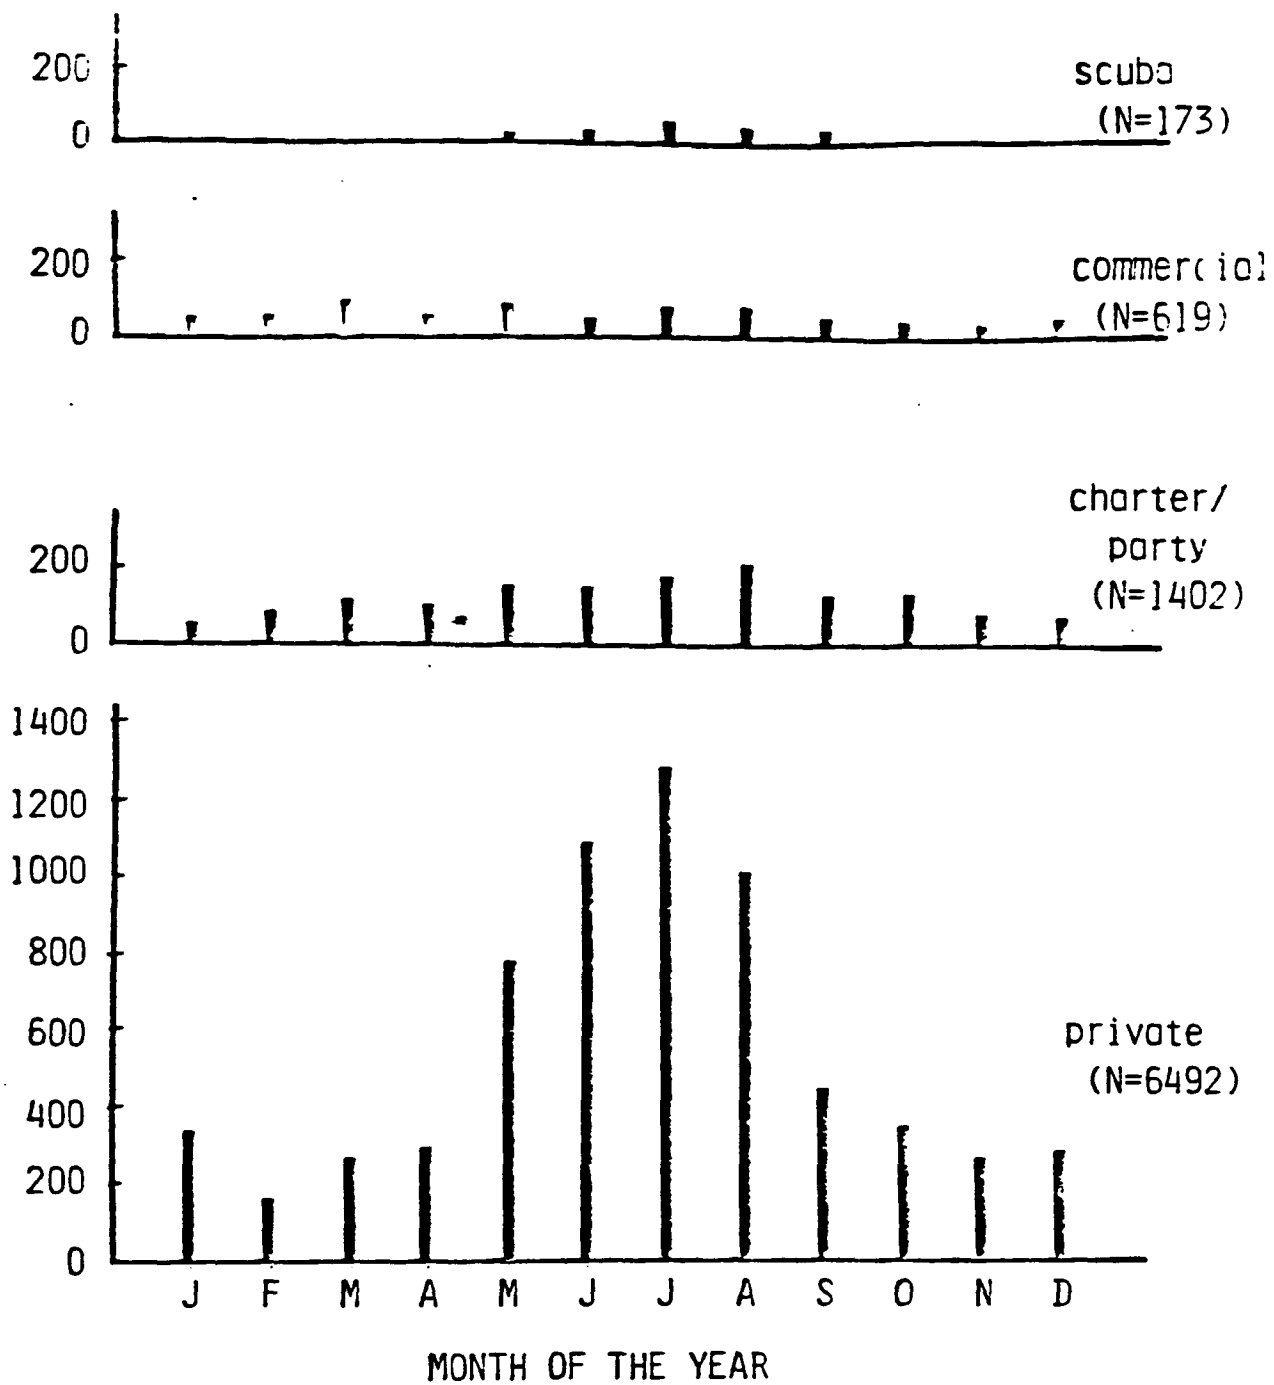 200
0
scuba
(N=173)
200
0
commercial
(N=619)
200
0
charter/
party
(N=1402)
1400
1200
1000
800
600
400
200
0
private
(N=6492)
J F M A M J J A S O N D
MONTH OF THE YEAR